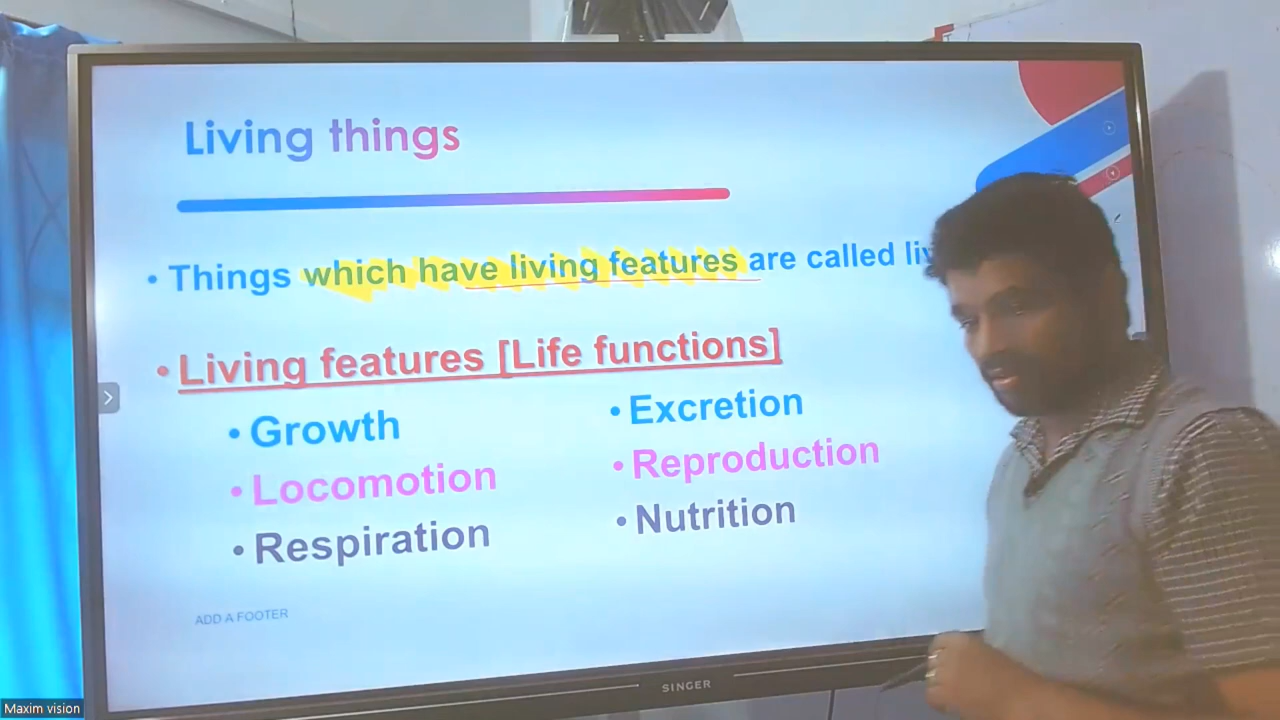 Living things
• Things which have living features are called
• Living features [Life functions]
• Growth
• Locomotion
• Respiration
• Excretion
• Reproduction
• Nutrition
ADD A FOOTER
SINGER
Maxim vision